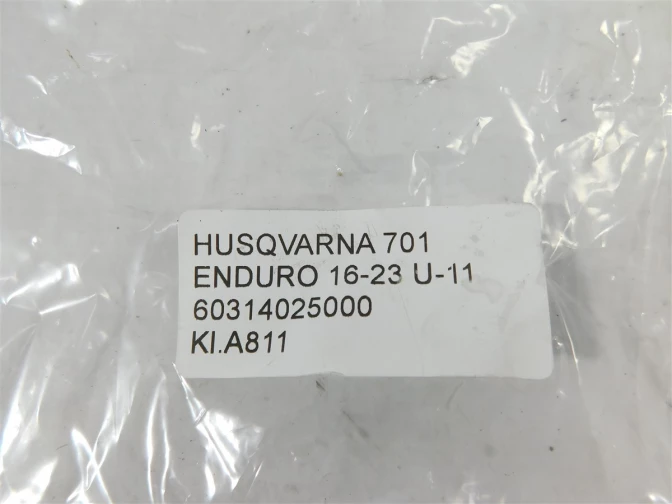 HUSQVARNA 701
ENDURO 16-23 U-11
60314025000
KI.A811